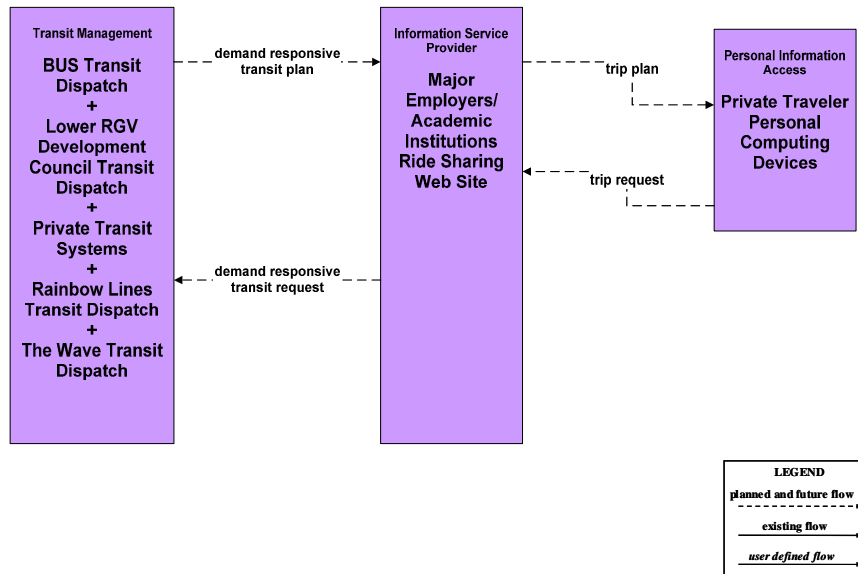 Transit Management
BUS Transit
Dispatch
+
Lower RGV
Development
Council Transit
Dispatch
+
Private Transit
Systems
+
Rainbow Lines
Transit Dispatch
+
The Wave Transit
Dispatch
demand responsive
transit plan
demand responsive
transit request
Information Service
Provider
Major
Employers/
Academic
Institutions
Ride Sharing
Web Site
trip plan
trip request
Personal Information
Access
Private Traveler
Personal
Computing
Devices
LEGEND
planned and future flow
existing flow
user defined flow